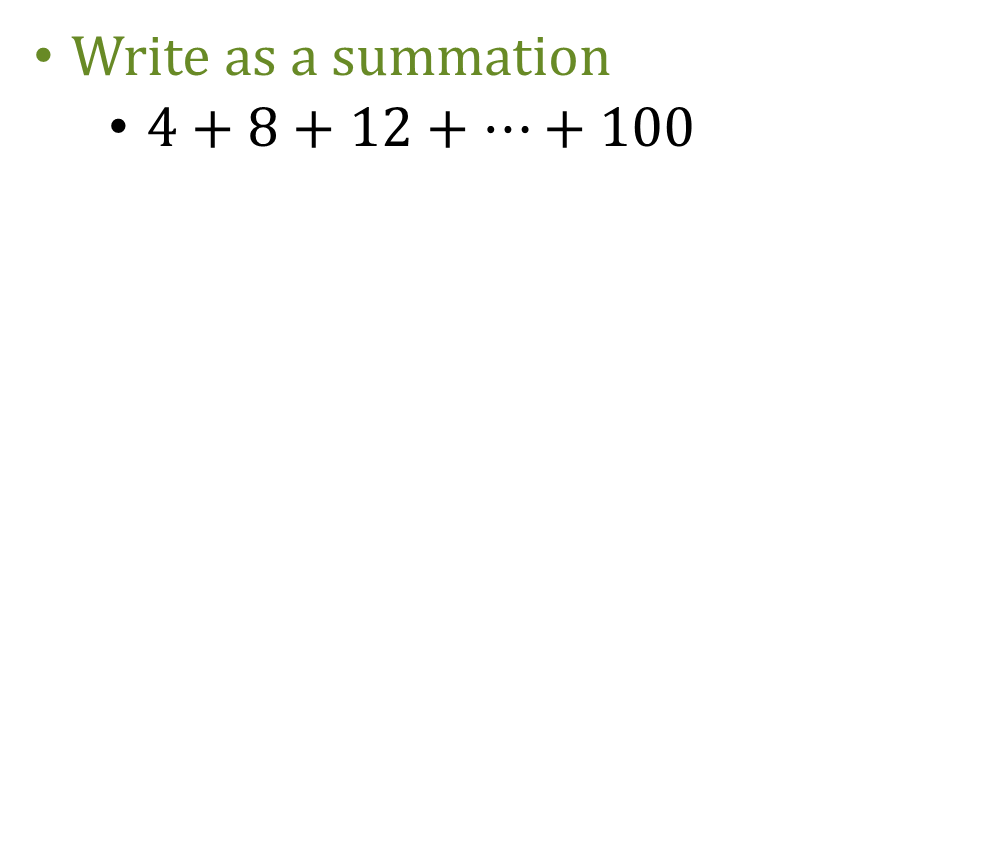 • Write as a summation
• 4 + 8 + 12 + ⋯ + 100